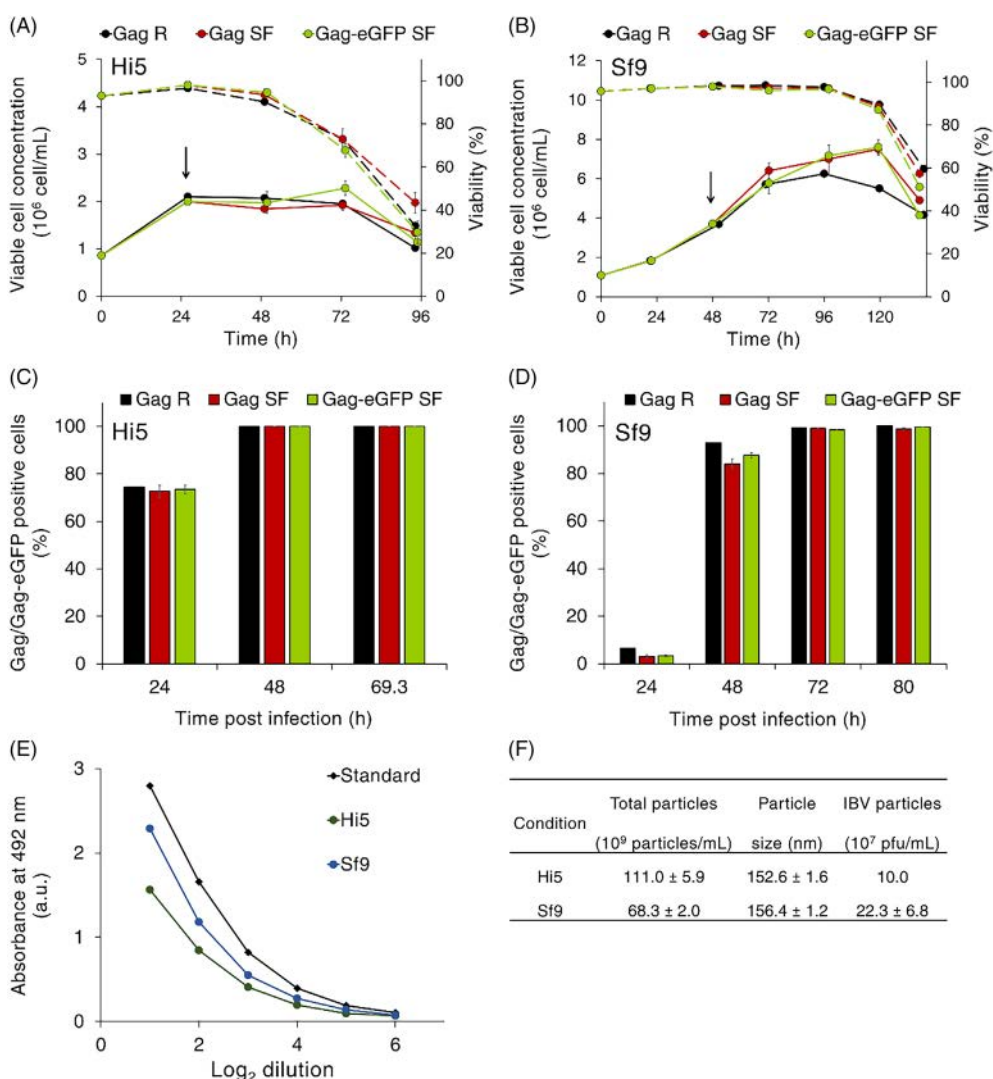 (A)
Gag R Gag SF Gag-eGFP SF
Hi5
5
4
3
2
1
0
100
80
60
40
20
0
Viable cell concentration
(10⁶ cell/mL)
Viability (%)
0 24 48 72 96
Time (h)
(B)
Gag R Gag SF Gag-eGFP SF
Sf9
12
10
8
6
4
2
0
100
80
60
40
20
0
Viable cell concentration
(10⁶ cell/mL)
Viability (%)
0 24 48 72 96 120
Time (h)
(C)
Gag R Gag SF Gag-eGFP SF
Hi5
100
80
60
40
20
0
Gag/Gag-eGFP positive cells
(%)
24 48 69.3
Time post infection (h)
(D)
Gag R Gag SF Gag-eGFP SF
Sf9
100
80
60
40
20
0
Gag/Gag-eGFP positive cells
(%)
24 48 72 80
Time post infection (h)
(E)
Standard
Hi5
Sf9
3
2
1
0
Absorbance at 492 nm
(a.u.)
0 2 4 6
Log₂ dilution
(F)
Condition Total particles (10⁹ particles/mL) Particle size (nm) IBV particles (10⁷ pfu/mL)
Hi5 111.0 ± 5.9 152.6 ± 1.6 10.0
Sf9 68.3 ± 2.0 156.4 ± 1.2 22.3 ± 6.8